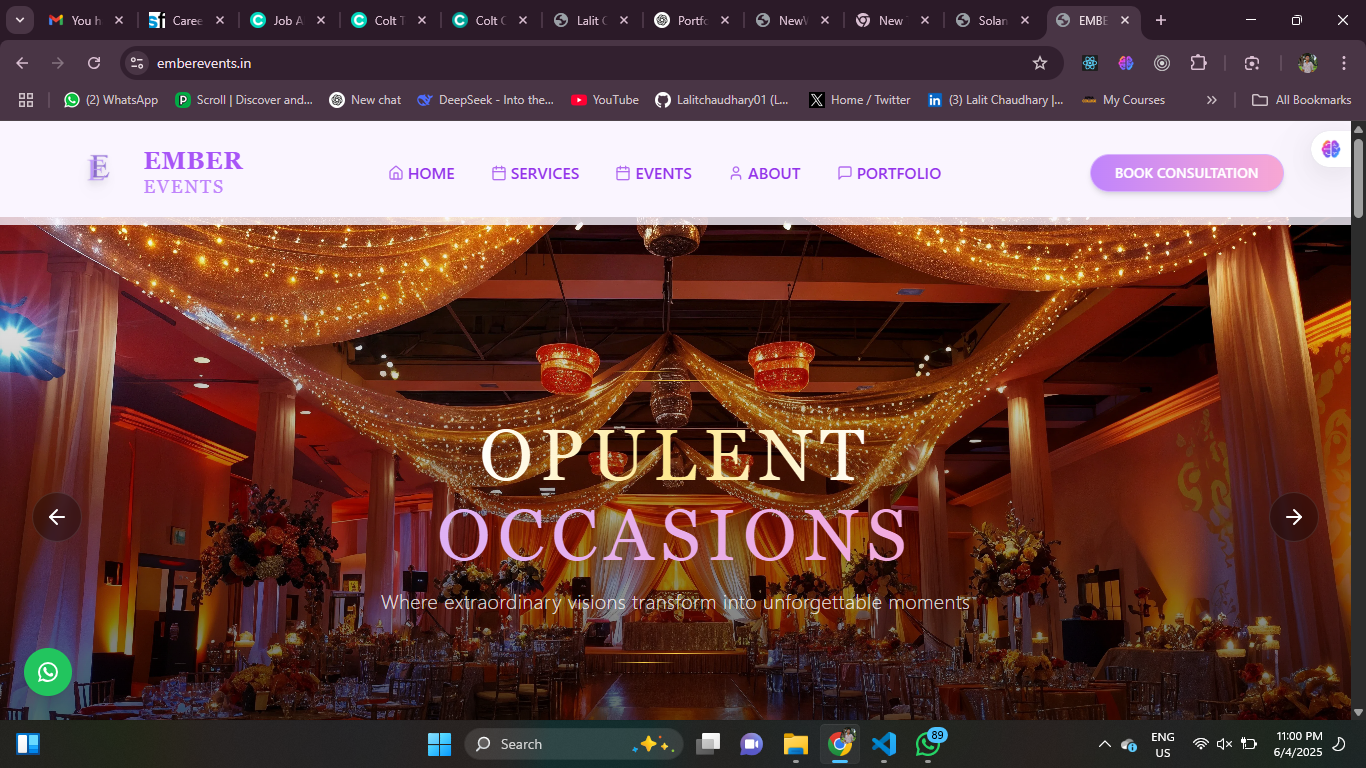 You h
Caree
Job A
Colt T
Colt C
Lalit C
Portfo
NewV
New
Solan
EMBE
emberevents.in
(2) WhatsApp
Scroll | Discover and...
New chat
DeepSeek - Into the...
YouTube
Lalitchaudhary01 (L...
Home / Twitter
(3) Lalit Chaudhary |...
My Courses
All Bookmarks
E
EMBER
EVENTS
HOME
SERVICES
EVENTS
ABOUT
PORTFOLIO
BOOK CONSULTATION
OPULENT
OCCASIONS
Where extraordinary visions transform into unforgettable moments
Search
89
ENG
US
11:00 PM
6/4/2025